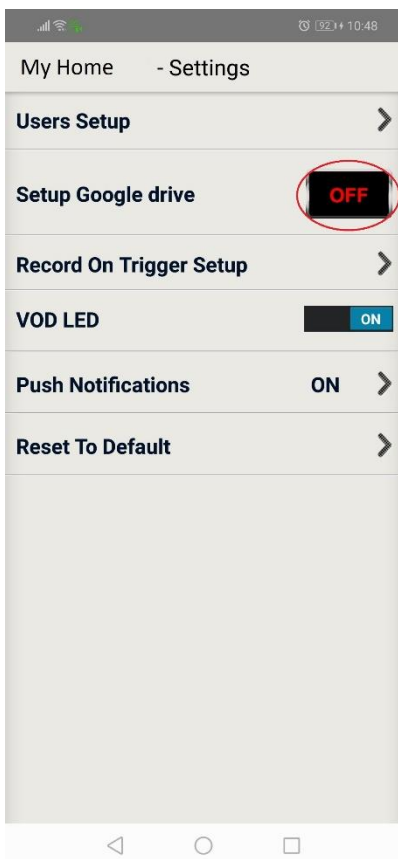 92 10:48
My Home - Settings
Users Setup
Setup Google drive OFF
Record On Trigger Setup
VOD LED ON
Push Notifications ON
Reset To Default